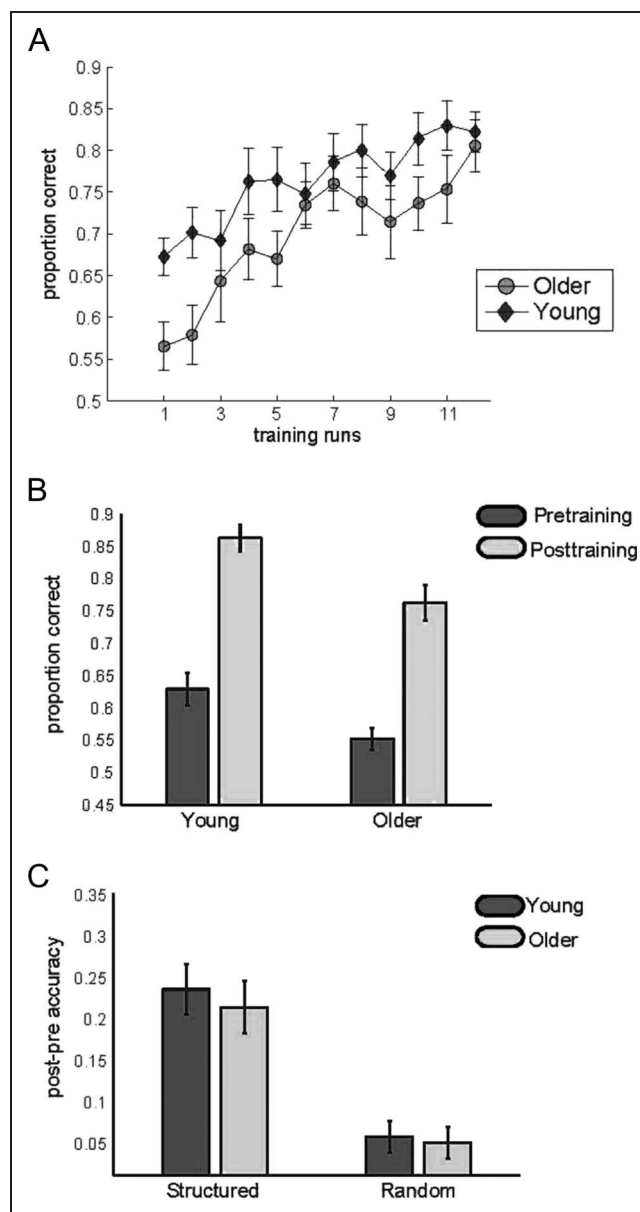 A
0.9
0.85
0.8
0.75
0.7
0.65
0.6
0.55
0.5
proportion correct
1 3 5 7 9 11
training runs
Older
Young
B
0.9
0.85
0.8
0.75
0.7
0.65
0.6
0.55
0.5
0.45
proportion correct
Young Older
Pretraining
Posttraining
C
0.35
0.3
0.25
0.2
0.15
0.1
0.05
post-pre accuracy
Structured Random
Young
Older